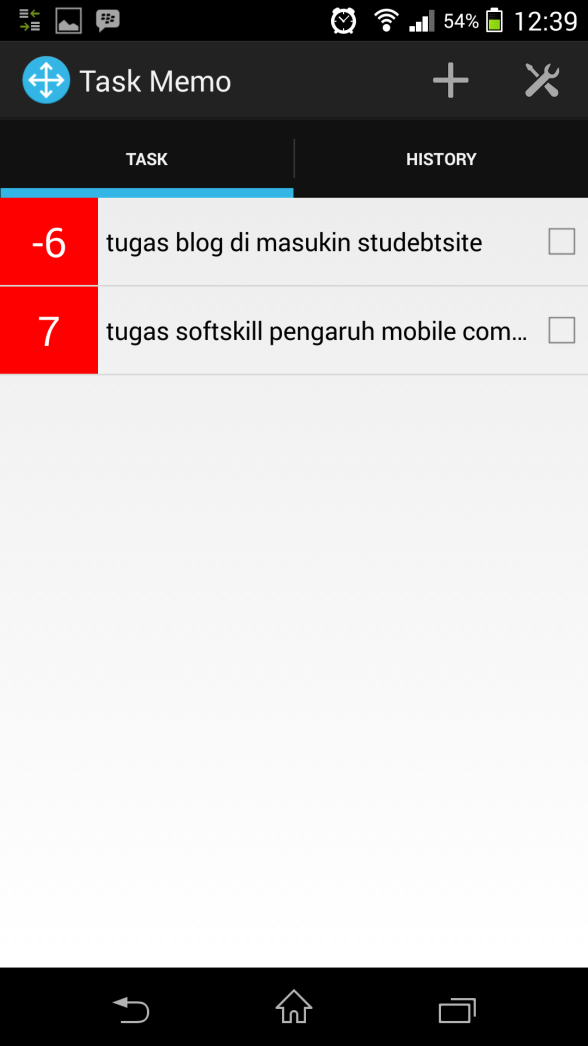 54% 12:39
Task Memo
TASK HISTORY
-6 tugas blog di masukin studebtsite
7 tugas softskill pengaruh mobile com...